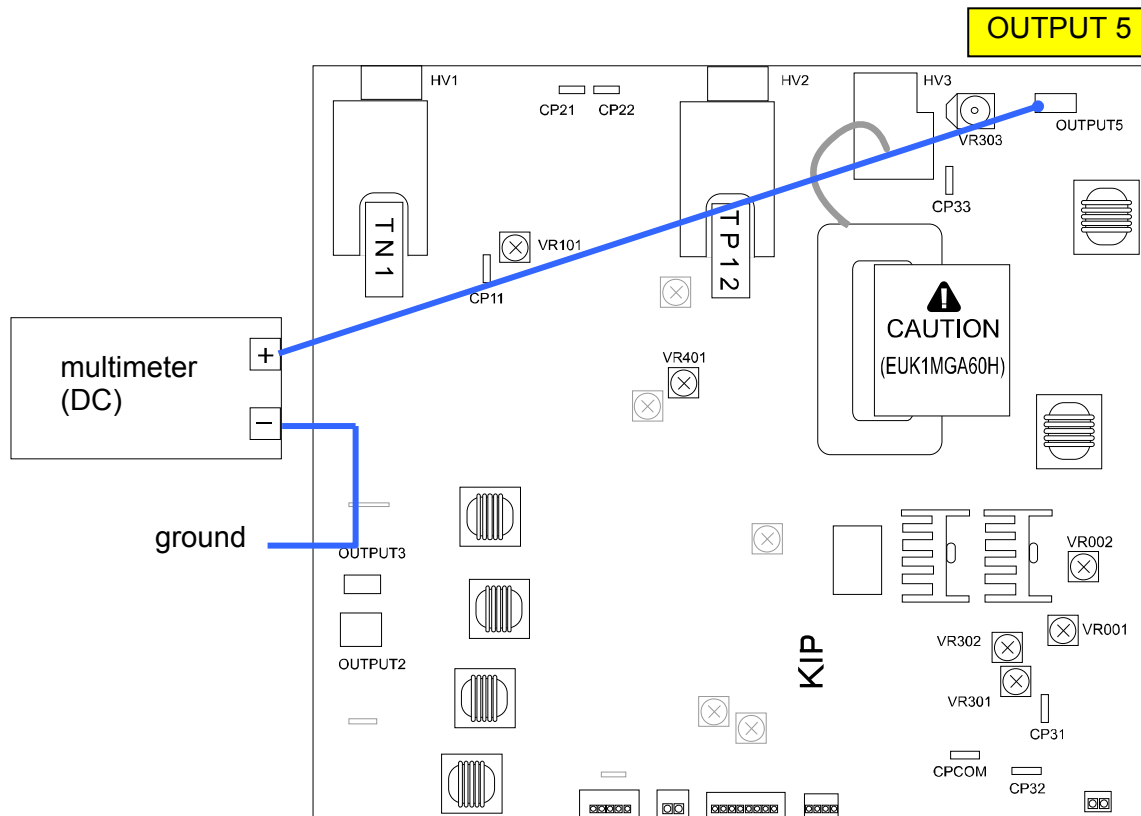 OUTPUT 5
HV1
HV2
HV3
CP21
CP22
VR303
OUTPUT5
CP33
TN1
TP12
VR101
CP11
CAUTION
(EUK1MGA60H)
multimeter
(DC)
+
−
VR401
ground
OUTPUT3
OUTPUT2
VR002
VR001
VR302
KIP
VR301
CP31
CPCOM
CP32